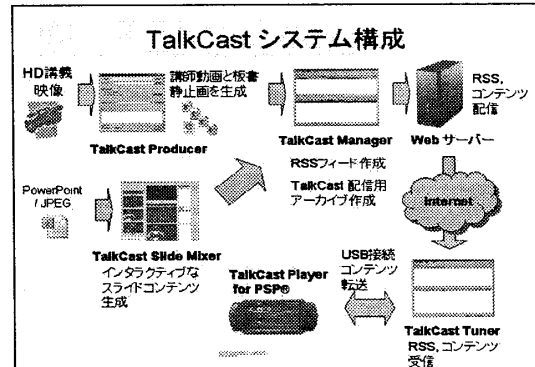 TalkCast システム構成
HD講義
映像
講師動画と板書
静止画を生成
RSS,
コンテンツ
配信
TalkCast Producer
TalkCast Manager
Web サーバー
RSSフィード作成
TalkCast 配信用
アーカイブ作成
PowerPoint
/ JPEG
Internet
TalkCast Slide Mixer
インタラクティブな
スライドコンテンツ
生成
TalkCast Player
for PSP®
USB接続
コンテンツ
転送
TalkCast Tuner
RSS, コンテンツ
受信